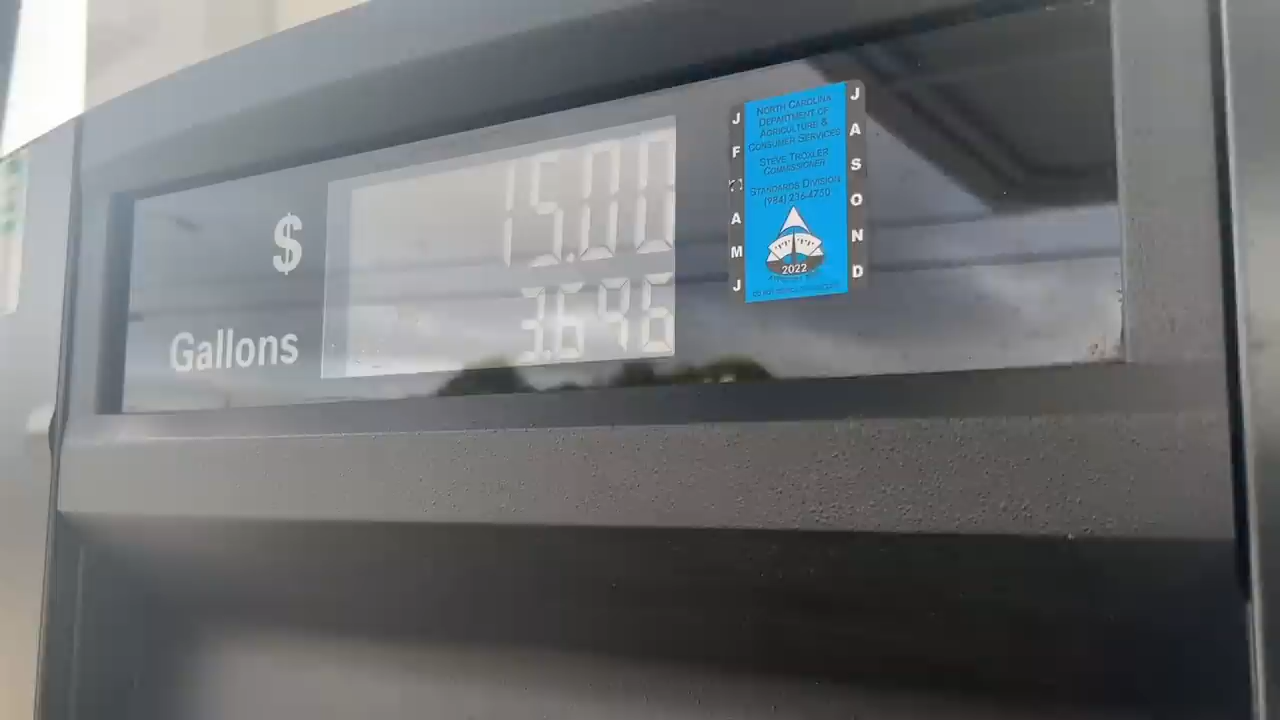 $ 15.00
Gallons 3.646
J
F
A
M
J
NORTH CAROLINA
DEPARTMENT OF
AGRICULTURE &
CONSUMER SERVICES
STEVE TROXLER
COMMISSIONER
STANDARDS DIVISION
(984) 236-4750
2022
J
A
S
O
N
D